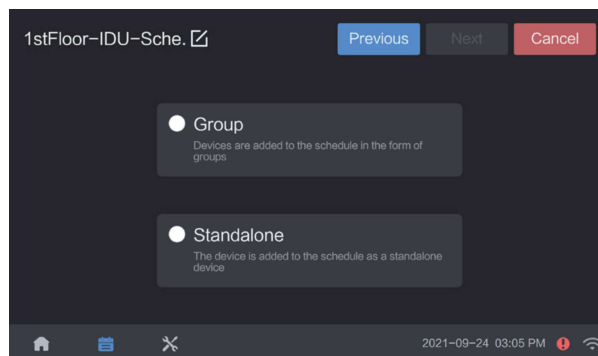 1stFloor-IDU-Sche.
Previous
Next
Cancel
Group
Devices are added to the schedule in the form of
groups
Standalone
The device is added to the schedule as a standalone
device
2021-09-24 03:05 PM